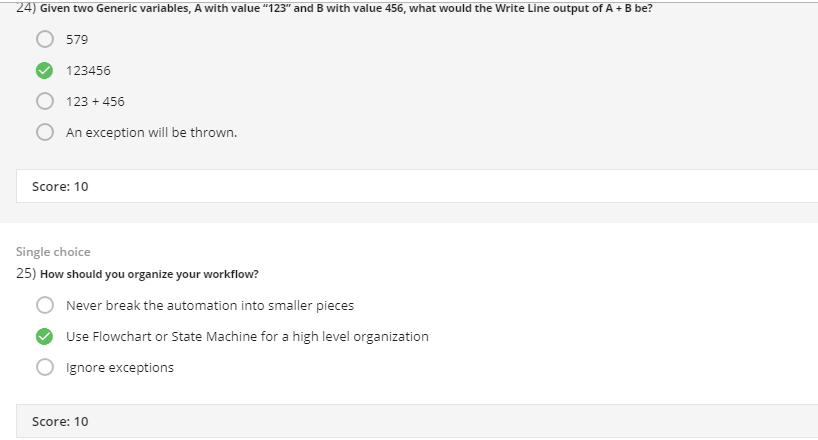 24) Given two Generic variables, A with value "123" and B with value 456, what would the Write Line output of A + B be?
579
123456
123 + 456
An exception will be thrown.
Score: 10
Single choice
25) How should you organize your workflow?
Never break the automation into smaller pieces
Use Flowchart or State Machine for a high level organization
Ignore exceptions
Score: 10